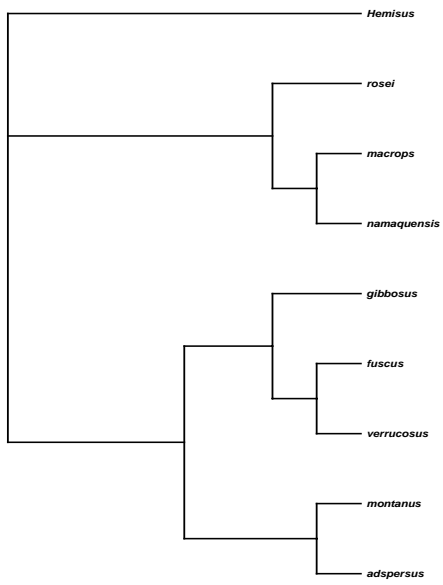 Hemisus
rosei
macrops
namaquensis
gibbosus
fuscus
verrucosus
montanus
adspersus